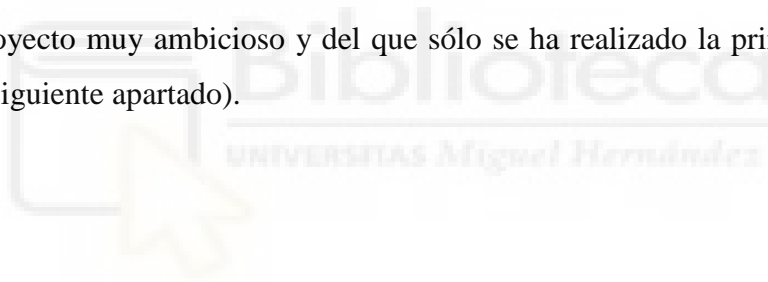 oyecto muy ambicioso y del que sólo se ha realizado la pri
iguiente apartado).
Biblioteca
UNIVERSITAS Miguel Hernández